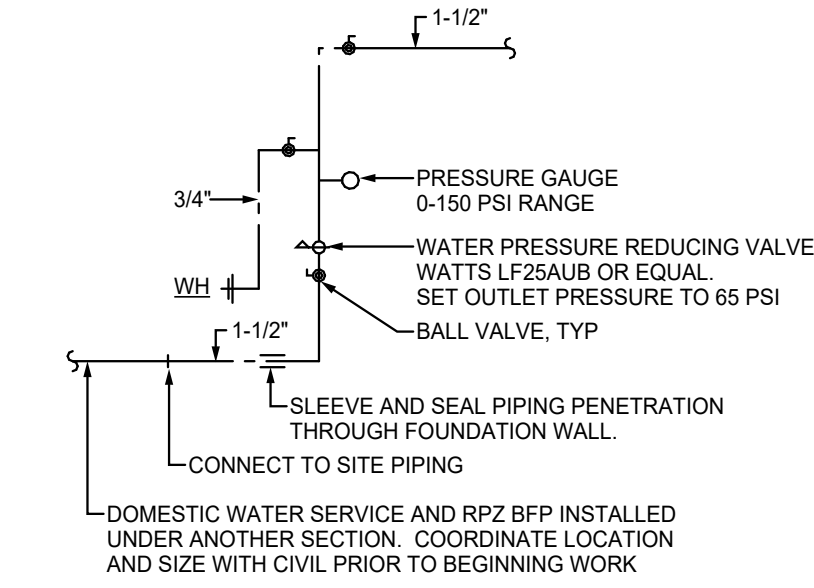 1-1/2"
PRESSURE GAUGE
0-150 PSI RANGE
3/4"
WATER PRESSURE REDUCING VALVE
WATTS LF25AUB OR EQUAL.
SET OUTLET PRESSURE TO 65 PSI
WH
1-1/2"
BALL VALVE, TYP
SLEEVE AND SEAL PIPING PENETRATION
THROUGH FOUNDATION WALL.
CONNECT TO SITE PIPING
DOMESTIC WATER SERVICE AND RPZ BFP INSTALLED
UNDER ANOTHER SECTION. COORDINATE LOCATION
AND SIZE WITH CIVIL PRIOR TO BEGINNING WORK